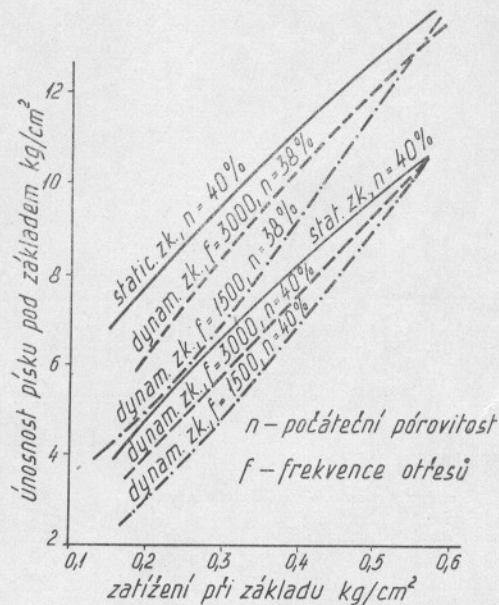 únosnost písku pod základem kg/cm²
12
10
8
6
4
2
static. zk., n = 40%
dynam. zk., f = 3000, n = 38%
dynam. zk., f = 1500, n = 38%
stat. zk., n = 40%
dynam. zk., f = 3000, n = 40%
dynam. zk., f = 1500, n = 40%
n – počáteční pórovitost
f – frekvence otřesů
0,1 0,2 0,3 0,4 0,5 0,6
zatížení při základu kg/cm²